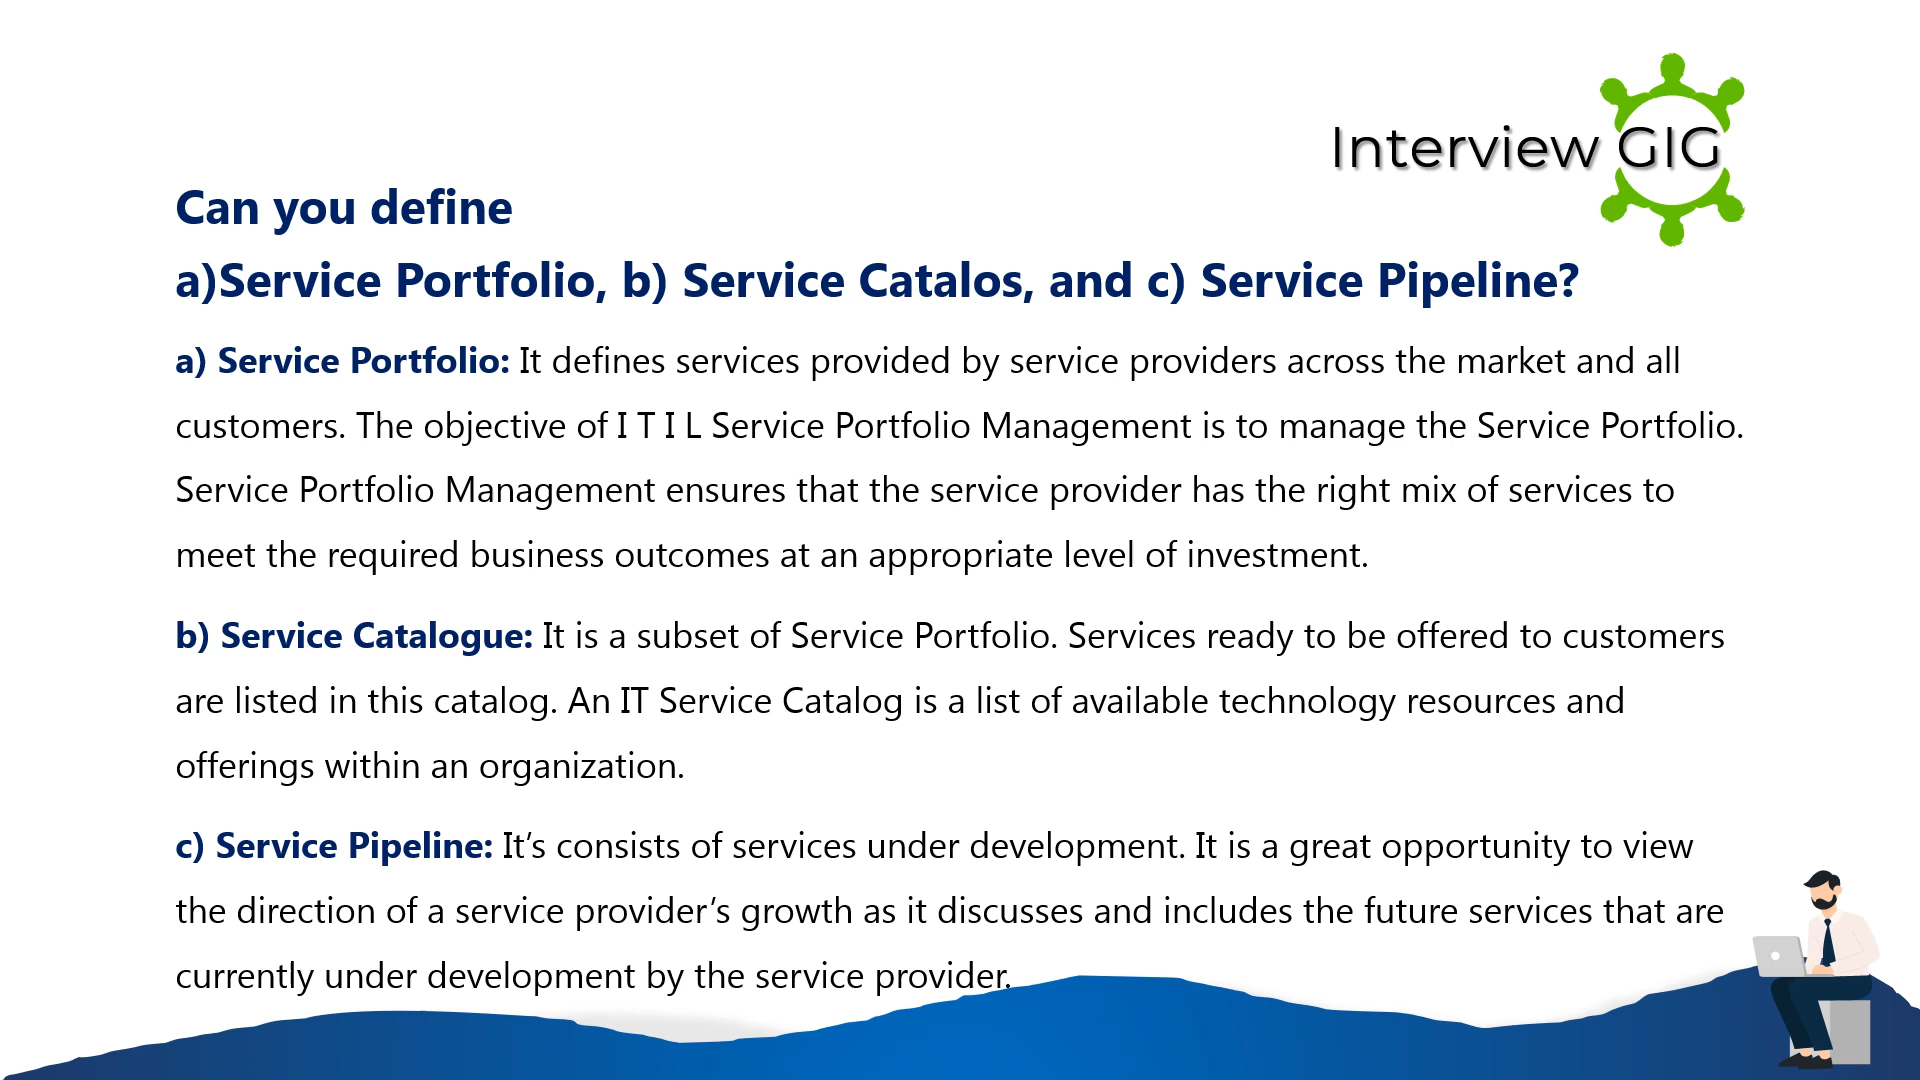 Interview GIG
Can you define
a)Service Portfolio, b) Service Catalos, and c) Service Pipeline?
a) Service Portfolio: It defines services provided by service providers across the market and all
customers. The objective of I T I L Service Portfolio Management is to manage the Service Portfolio.
Service Portfolio Management ensures that the service provider has the right mix of services to
meet the required business outcomes at an appropriate level of investment.
b) Service Catalogue: It is a subset of Service Portfolio. Services ready to be offered to customers
are listed in this catalog. An IT Service Catalog is a list of available technology resources and
offerings within an organization.
c) Service Pipeline: It’s consists of services under development. It is a great opportunity to view
the direction of a service provider’s growth as it discusses and includes the future services that are
currently under development by the service provider.